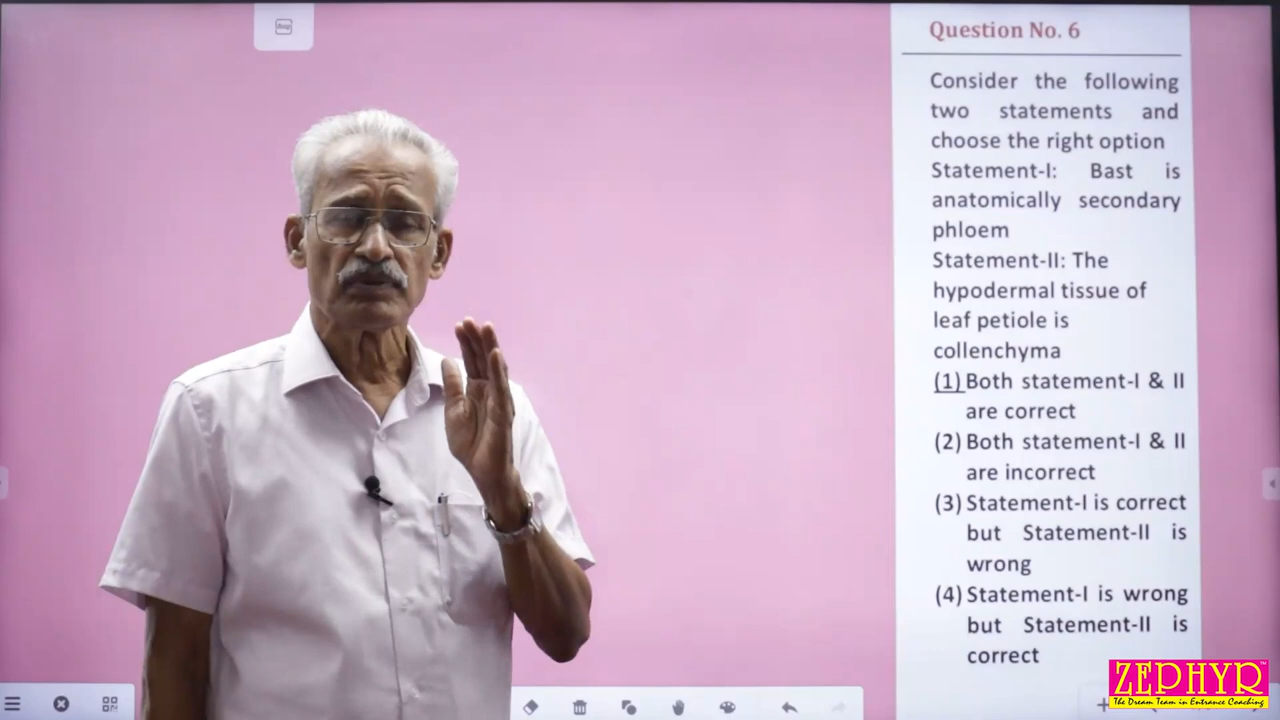 Question No. 6
Consider the following
two statements and
choose the right option
Statement-I: Bast is
anatomically secondary
phloem
Statement-II: The
hypodermal tissue of
leaf petiole is
collenchyma
(1) Both statement-I & II
are correct
(2) Both statement-I & II
are incorrect
(3) Statement-I is correct
but Statement-II is
wrong
(4) Statement-I is wrong
but Statement-II is
correct
ZEPHYR™
The Dream Team in Entrance Coaching